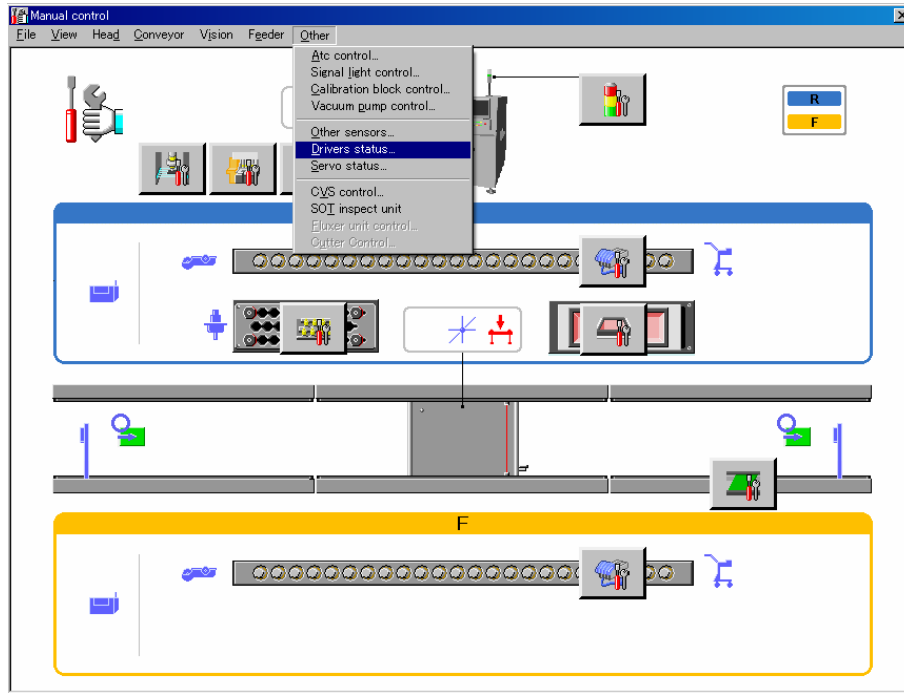 Manual control
File View Head Conveyor Vision Feeder Other
Atc control...
Signal light control...
Calibration block control...
Vacuum pump control...
Other sensors...
Drivers status...
Servo status...
CVS control...
SOT inspect unit
Fluxer unit control...
Cutter Control...
R
F
F